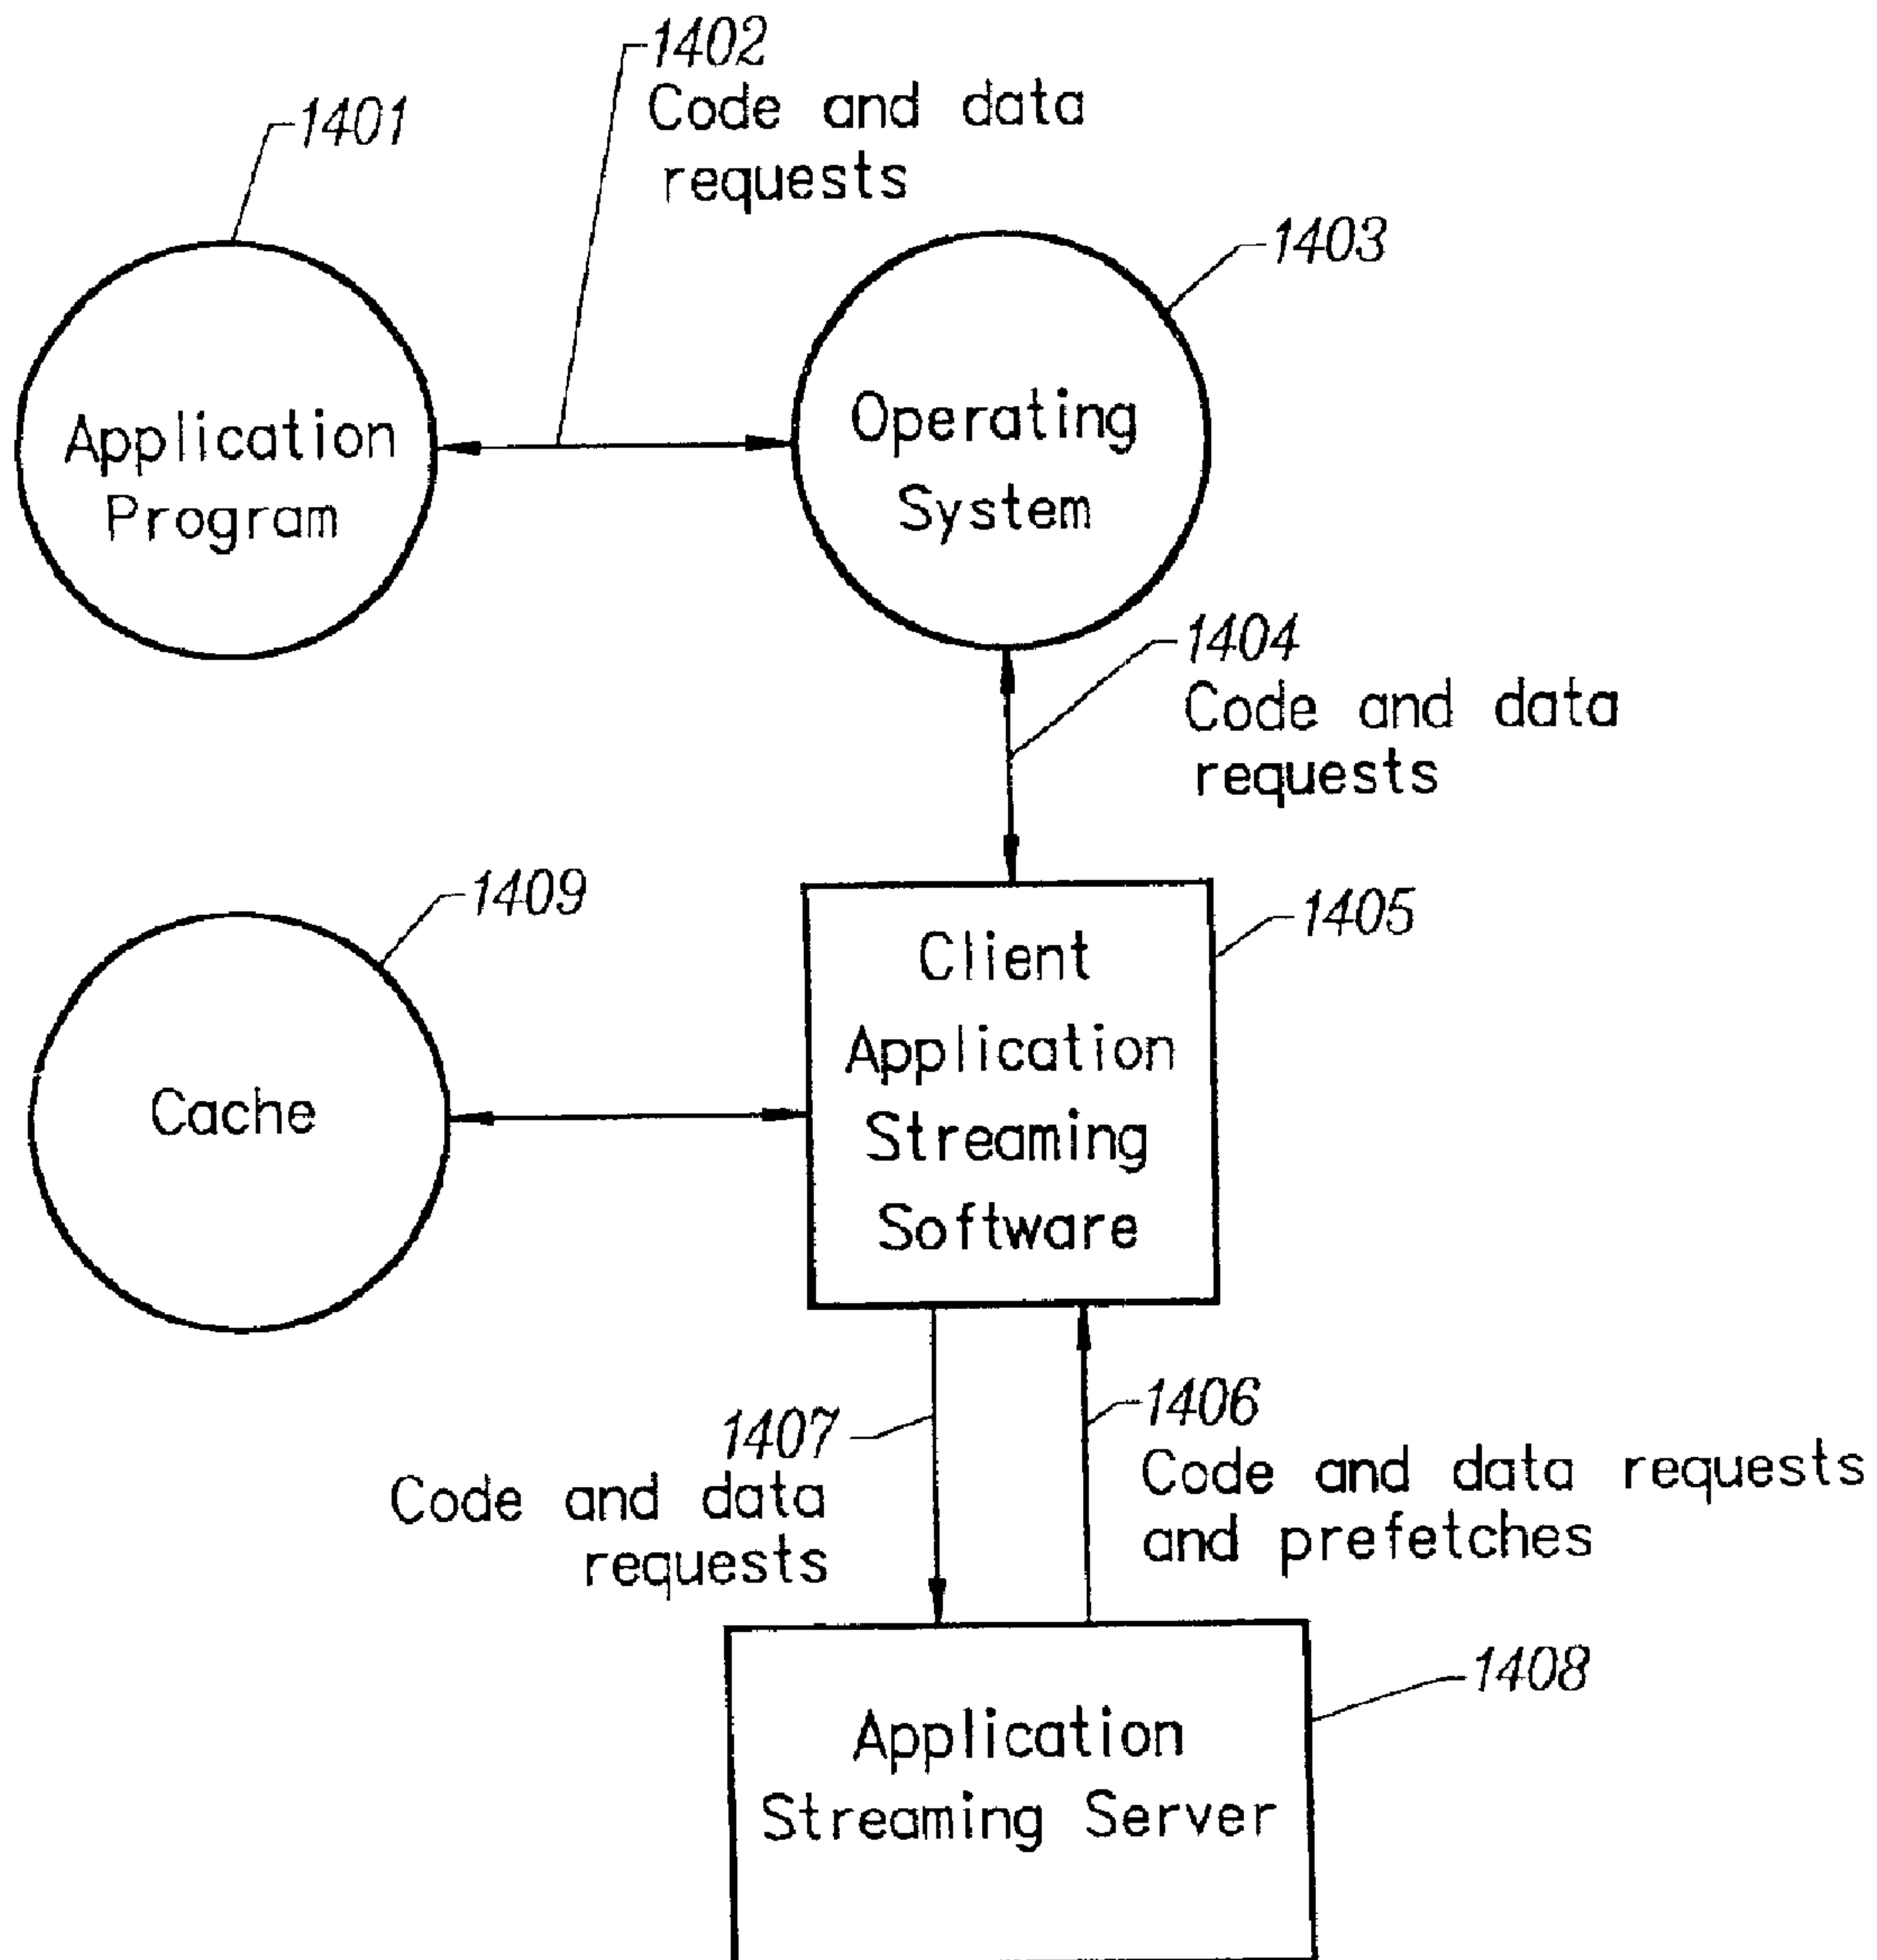 1402
Code and data
requests
1401
1403
Application
Program
Operating
System
1404
Code and data
requests
1409
1405
Cache
Client
Application
Streaming
Software
1407
Code and data
requests
1406
Code and data requests
and prefetches
1408
Application
Streaming Server